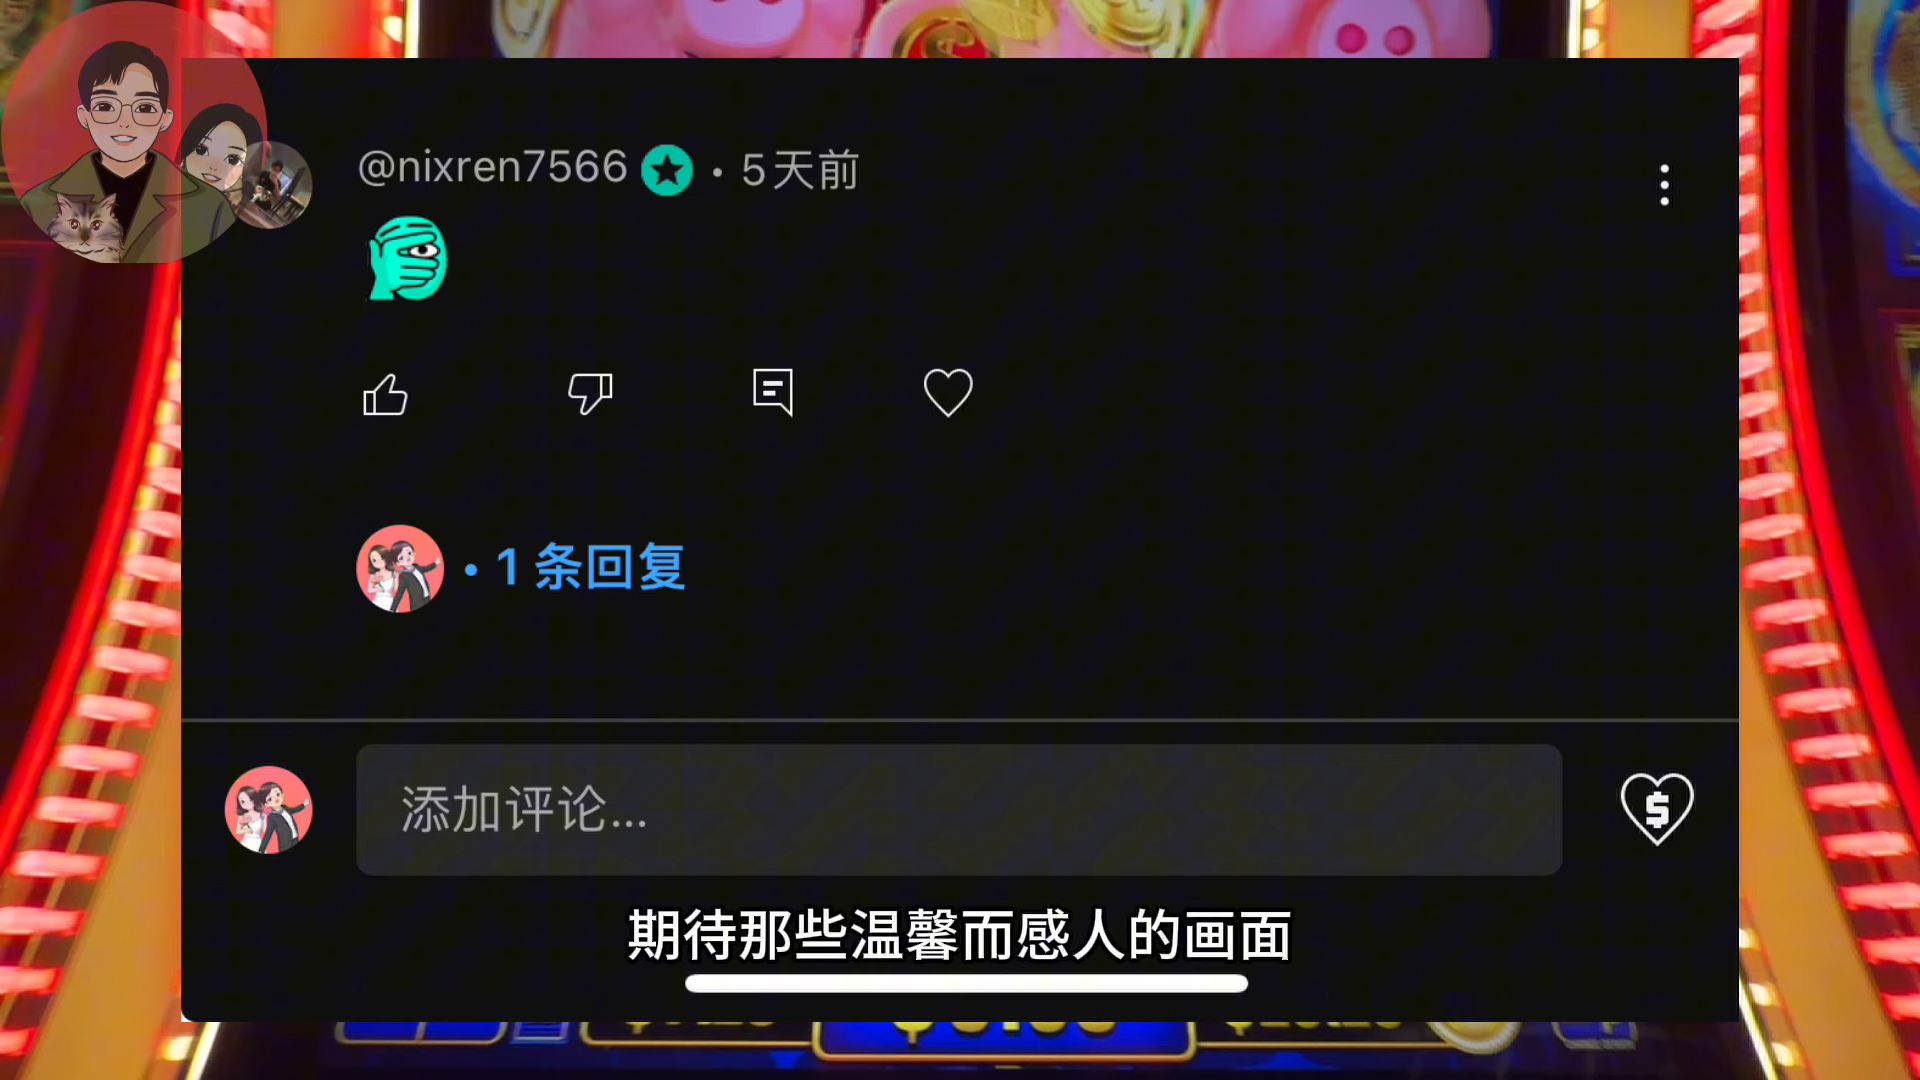 @nixren7566 · 5天前
· 1 条回复
添加评论...
期待那些温馨而感人的画面